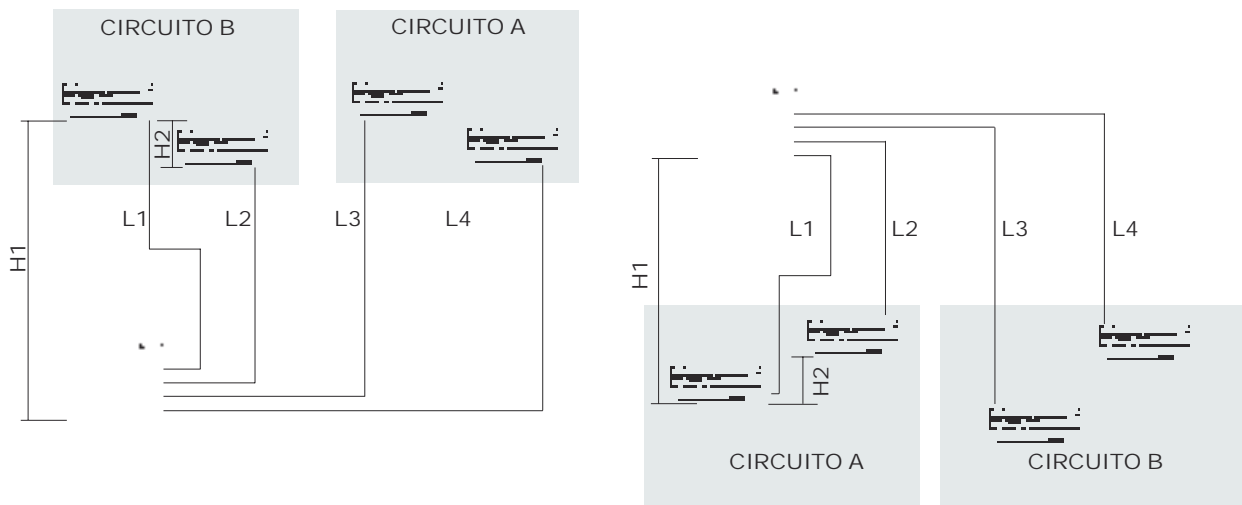 CIRCUITO B
CIRCUITO A
H2
L1
L2
L3
L4
H1
L1
L2
L3
L4
H1
H2
CIRCUITO A
CIRCUITO B